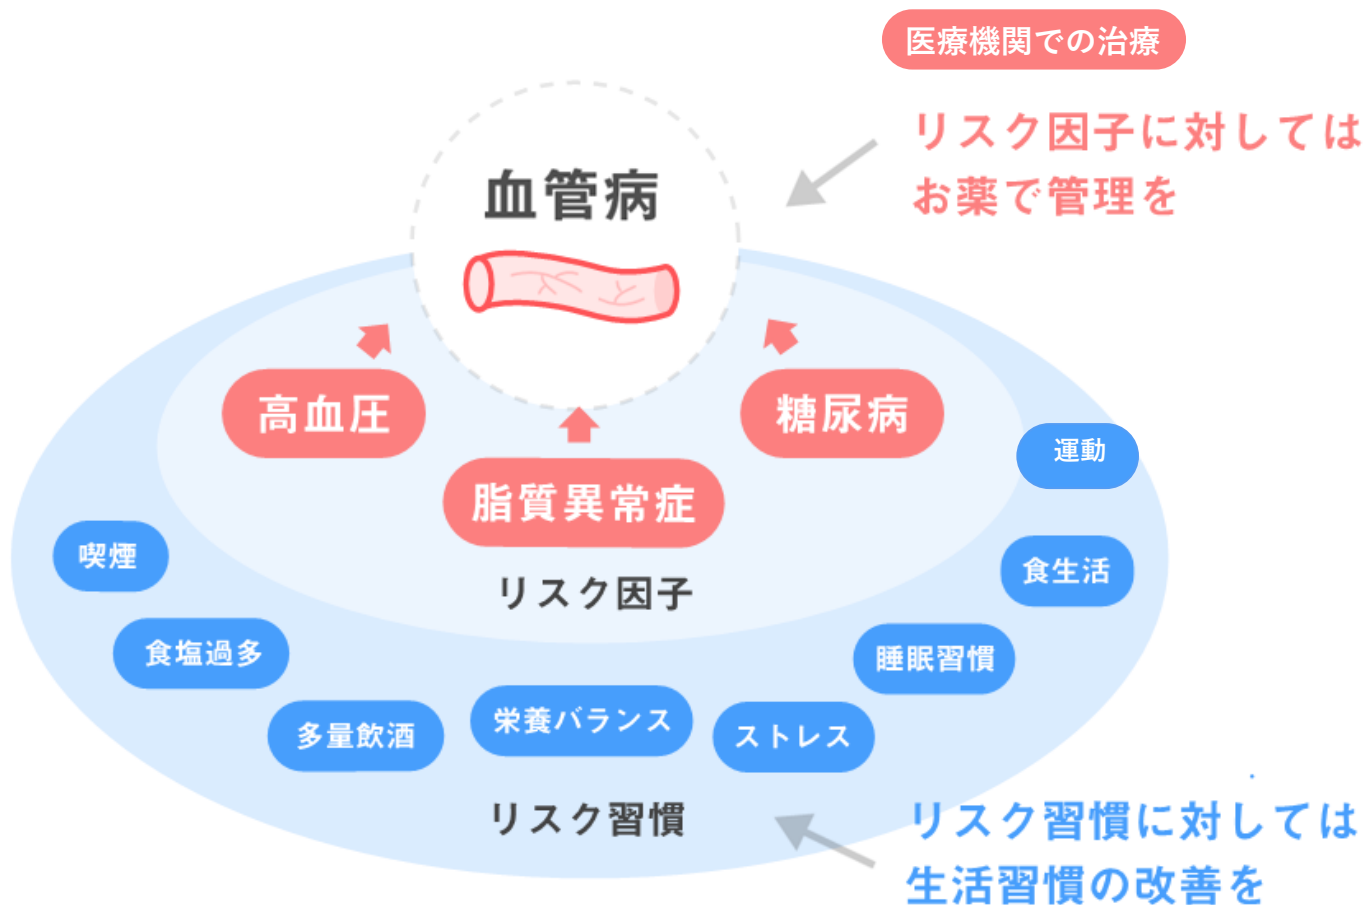 医療機関での治療
リスク因子に対しては
お薬で管理を
血管病
高血圧
糖尿病
脂質異常症
リスク因子
運動
食生活
喫煙
食塩過多
睡眠習慣
多量飲酒
栄養バランス
ストレス
リスク習慣
リスク習慣に対しては
生活習慣の改善を